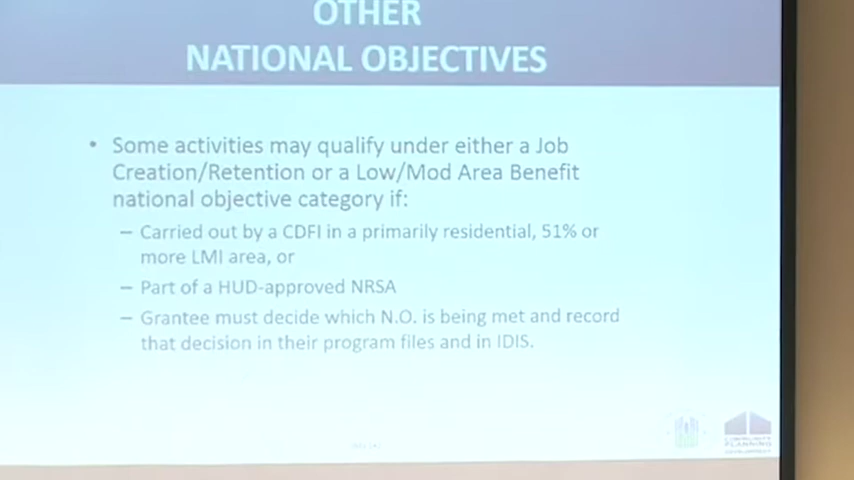 OTHER
NATIONAL OBJECTIVES
• Some activities may qualify under either a Job
Creation/Retention or a Low/Mod Area Benefit
national objective category if:
– Carried out by a CDFI in a primarily residential, 51% or
more LMI area, or
– Part of a HUD-approved NRSA
– Grantee must decide which N.O. is being met and record
that decision in their program files and in IDIS.
COMMUNITY
PLANNING
DEVELOPMENT